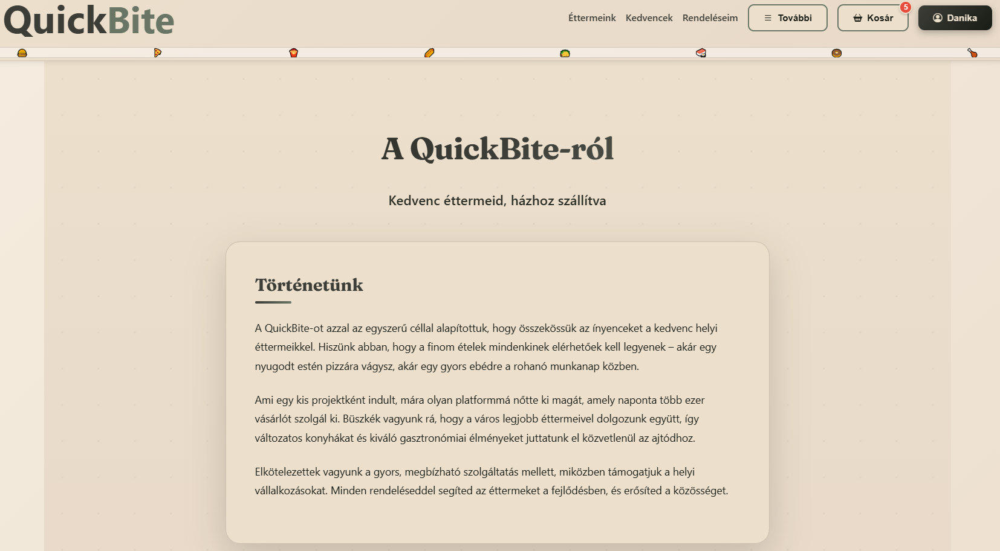 QuickBite
Éttermeink Kedvencek Rendeléseim További Kosár 5 Danika
A QuickBite-ról
Kedvenc éttermeid, házhoz szállítva
Történetünk
A QuickBite-ot azzal az egyszerű céllal alapítottuk, hogy összekössük az ínyenceket a kedvenc helyi
éttermeikkel. Hiszünk abban, hogy a finom ételek mindenkinek elérhetőek kell legyenek – akár egy
nyugodt estén pizzára vágysz, akár egy gyors ebédre a rohanó munkanap közben.
Ami egy kis projektként indult, mára olyan platformmá nőtte ki magát, amely naponta több ezer
vásárlót szolgál ki. Büszkék vagyunk rá, hogy a város legjobb éttermeivel dolgozunk együtt, így
változatos konyhákat és kiváló gasztronómiai élményeket juttatunk el közvetlenül az ajtódhoz.
Elkötelezettek vagyunk a gyors, megbízható szolgáltatás mellett, miközben támogatjuk a helyi
vállalkozásokat. Minden rendeléseddel segíted az éttermeket a fejlődésben, és erősíted a közösséget.